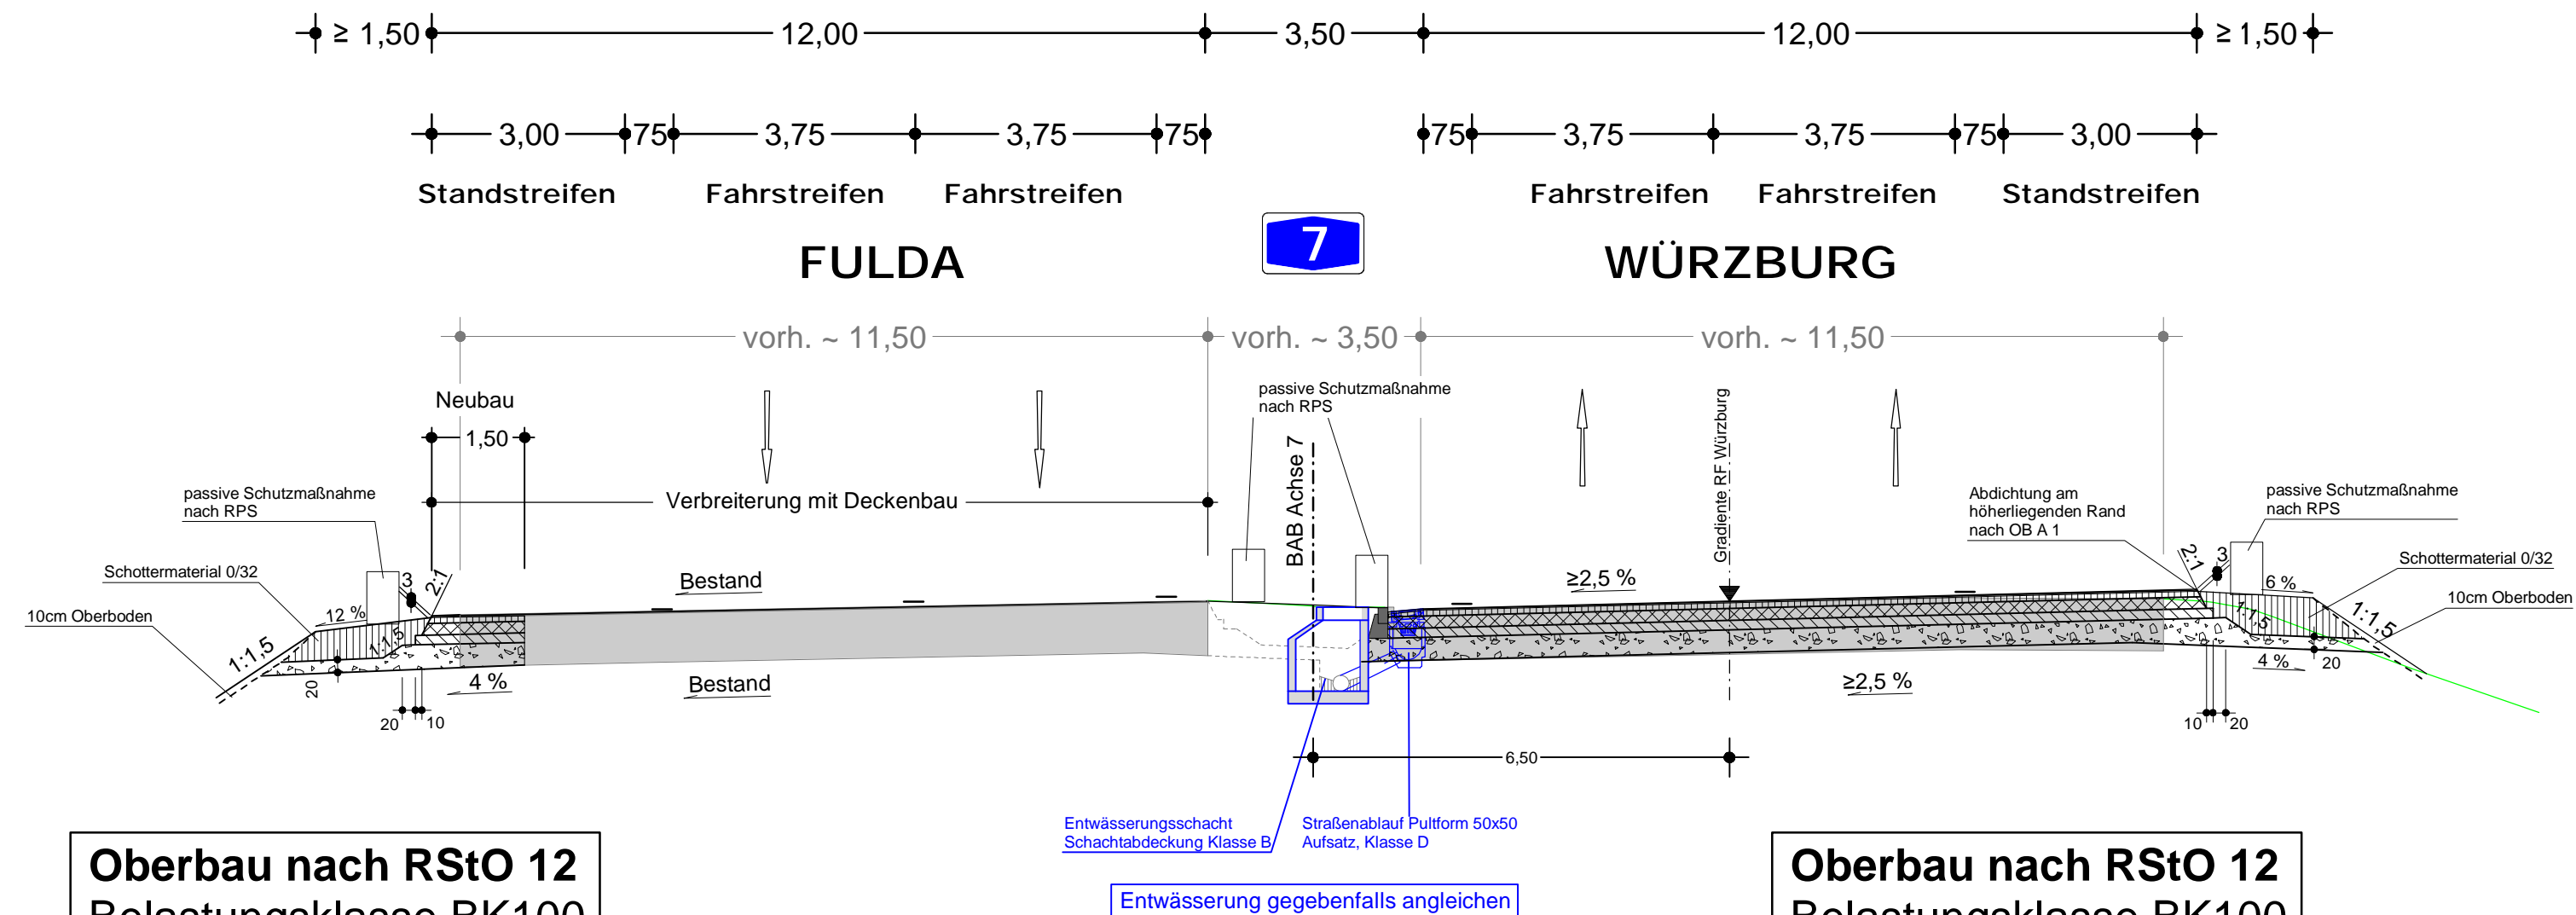 ≥ 1,50 12,00 3,50 12,00 ≥ 1,50
3,00 75 3,75 3,75 75 75 3,75 3,75 75 3,00
Standstreifen Fahrstreifen Fahrstreifen Fahrstreifen Fahrstreifen Standstreifen
FULDA 7 WÜRZBURG
vorh. ~ 11,50 vorh. ~ 3,50 vorh. ~ 11,50
Neubau
1,50
Verbreiterung mit Deckenbau
passive Schutzmaßnahme
nach RPS
BAB Achse 7
Gradiente RF Würzburg
passive Schutzmaßnahme
nach RPS
Schottermaterial 0/32
10cm Oberboden
Abdichtung am
höherliegenden Rand
nach OB A 1
passive Schutzmaßnahme
nach RPS
Schottermaterial 0/32
10cm Oberboden
3
2:1
12 %
1:1,5
1:1,5
20
4 %
20 10
Bestand
Bestand
≥2,5 %
≥2,5 %
2:1
3
6 %
1:1,5
1:1,5
4 %
20
10 20
6,50
Entwässerungsschacht
Schachtabdeckung Klasse B
Straßenablauf Pultform 50x50
Aufsatz, Klasse D
Entwässerung gegebenfalls angleichen
Oberbau nach RStO 12
Belastungsklasse BK100
Oberbau nach RStO 12
Belastungsklasse BK100